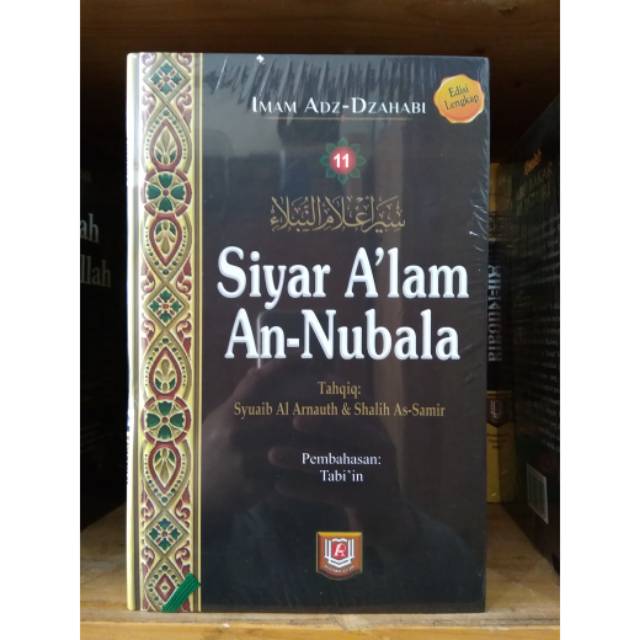 IMAM ADZ-DZAHABI
Edisi
Lengkap
11
سير أعلام النبلاء
Siyar A'lam
An-Nubala
Tahqiq:
Syuaib Al Arnauth & Shalih As-Samir
Pembahasan:
Tabi'in